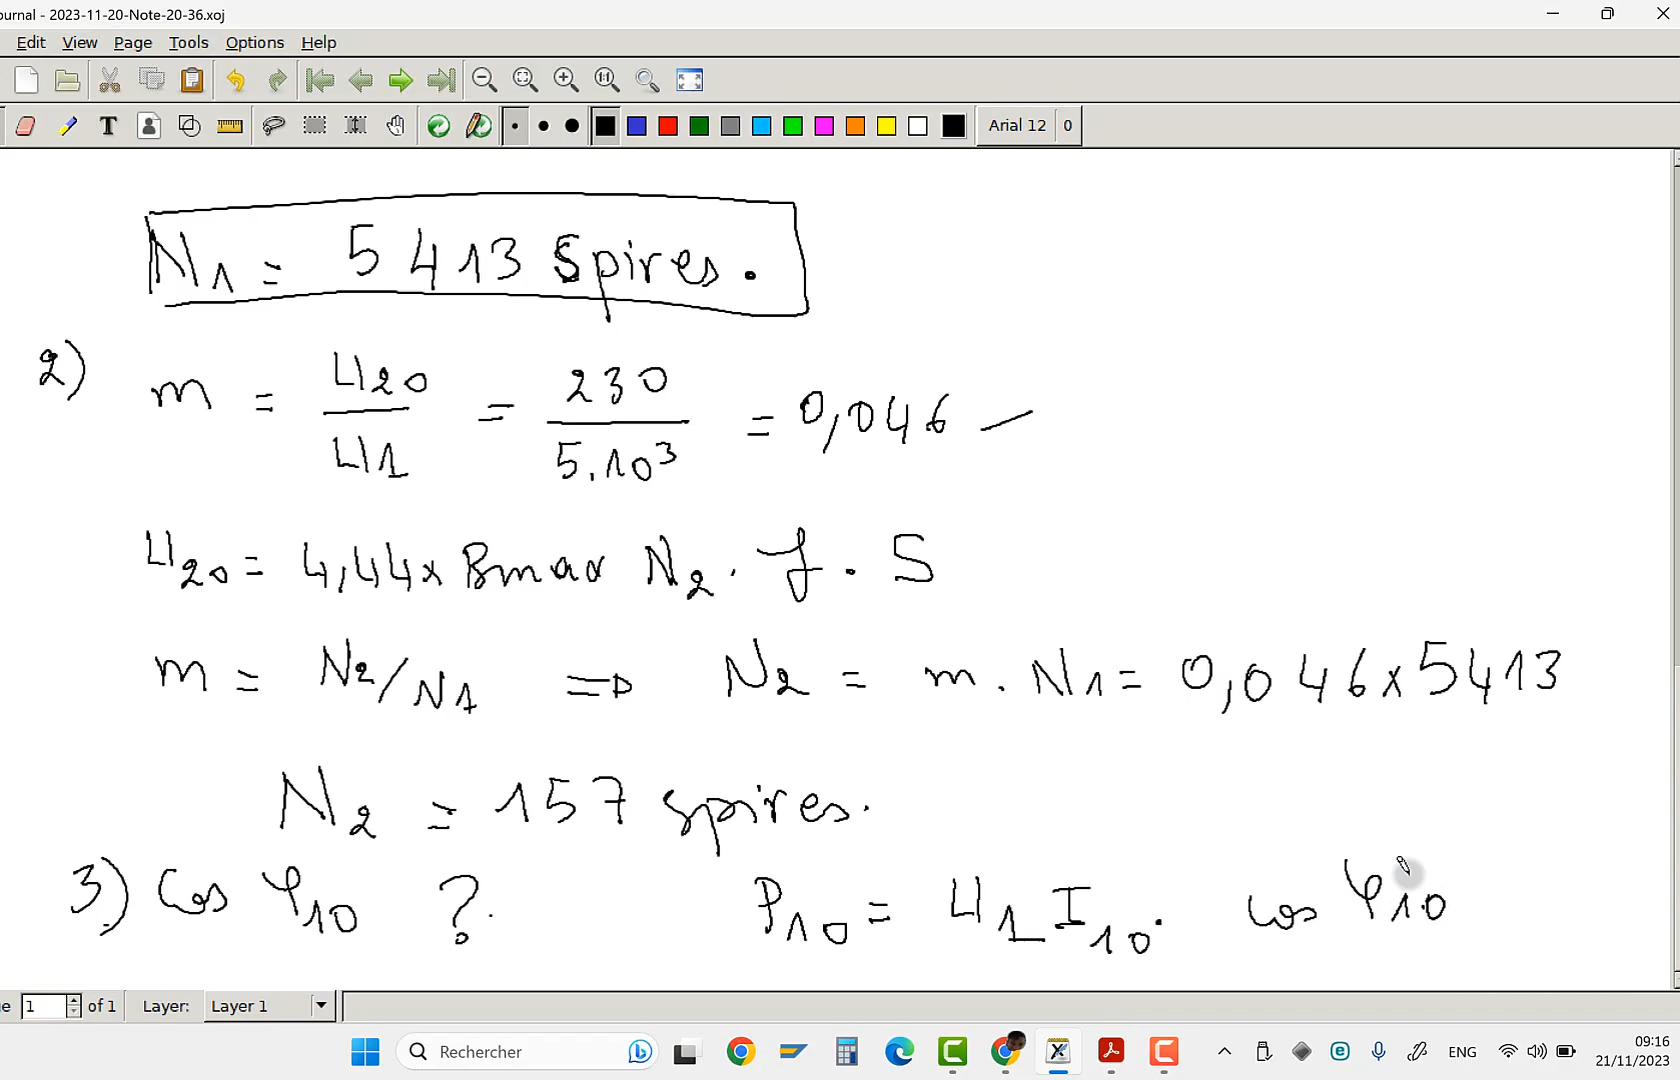 ournal - 2023-11-20-Note-20-36.xoj
Edit View Page Tools Options Help
T Arial 12 0
N1 = 5413 Spires.
2) m = U20/U1 = 230/5.10³ = 0,046
U20 = 4,44 x Bmax N2 . f . S
m = N2/N1 => N2 = m . N1 = 0,046 x 5413
N2 = 157 spires.
3) Cos φ10 ? P10 = U1 I10 . cos φ10
e 1 of 1 Layer: Layer 1
Rechercher ENG 09:16
21/11/2023